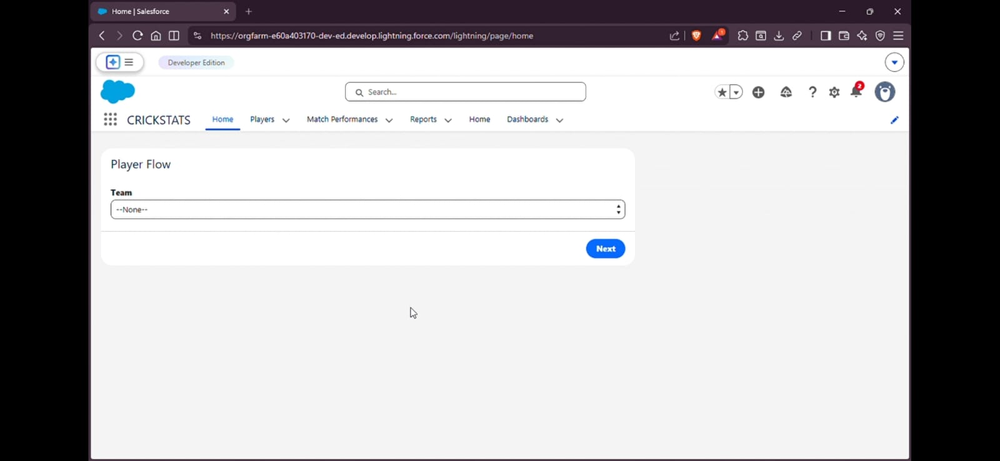 Home | Salesforce
https://orgfarm-e60a403170-dev-ed.develop.lightning.force.com/lightning/page/home
1
Developer Edition
Search...
2
CRICKSTATS Home Players Match Performances Reports Home Dashboards
Player Flow
Team
--None--
Next